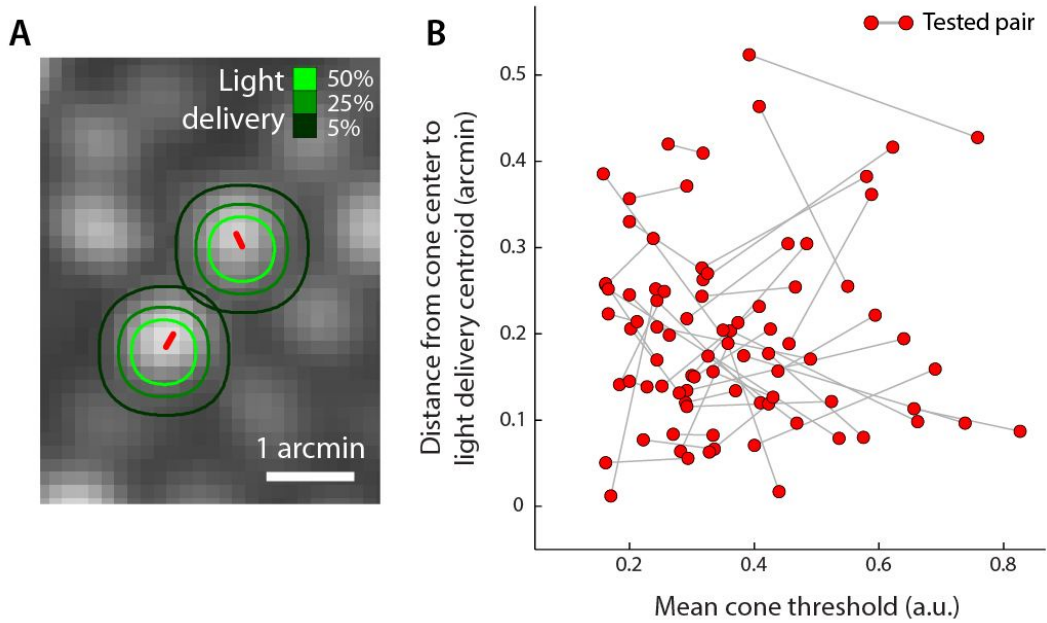 A
Light
delivery
50%
25%
5%
1 arcmin
B
Tested pair
Distance from cone center to
light delivery centroid (arcmin)
0.5
0.4
0.3
0.2
0.1
0
0.2
0.4
0.6
0.8
Mean cone threshold (a.u.)